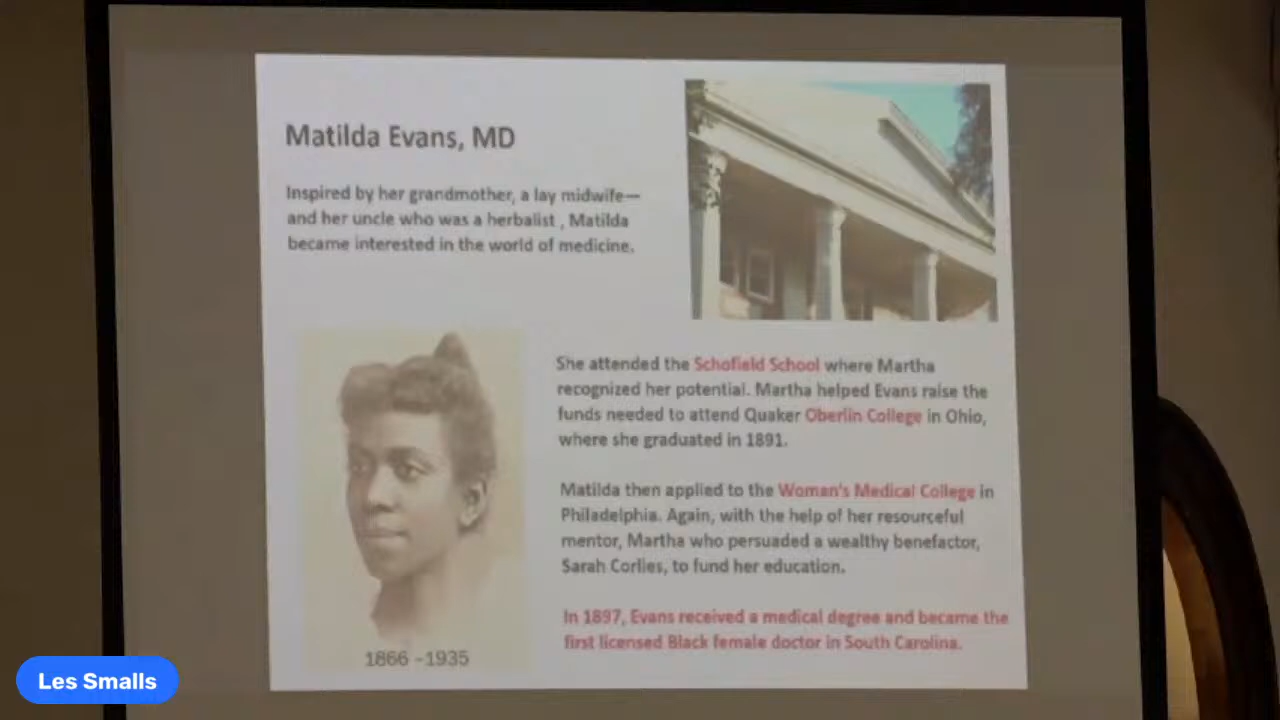 Matilda Evans, MD
Inspired by her grandmother, a lay midwife—
and her uncle who was a herbalist , Matilda
became interested in the world of medicine.
She attended the Schofield School where Martha
recognized her potential. Martha helped Evans raise the
funds needed to attend Quaker Oberlin College in Ohio,
where she graduated in 1891.
Matilda then applied to the Woman's Medical College in
Philadelphia. Again, with the help of her resourceful
mentor, Martha who persuaded a wealthy benefactor,
Sarah Corlies, to fund her education.
In 1897, Evans received a medical degree and became the
first licensed Black female doctor in South Carolina.
1866 –1935
Les Smalls